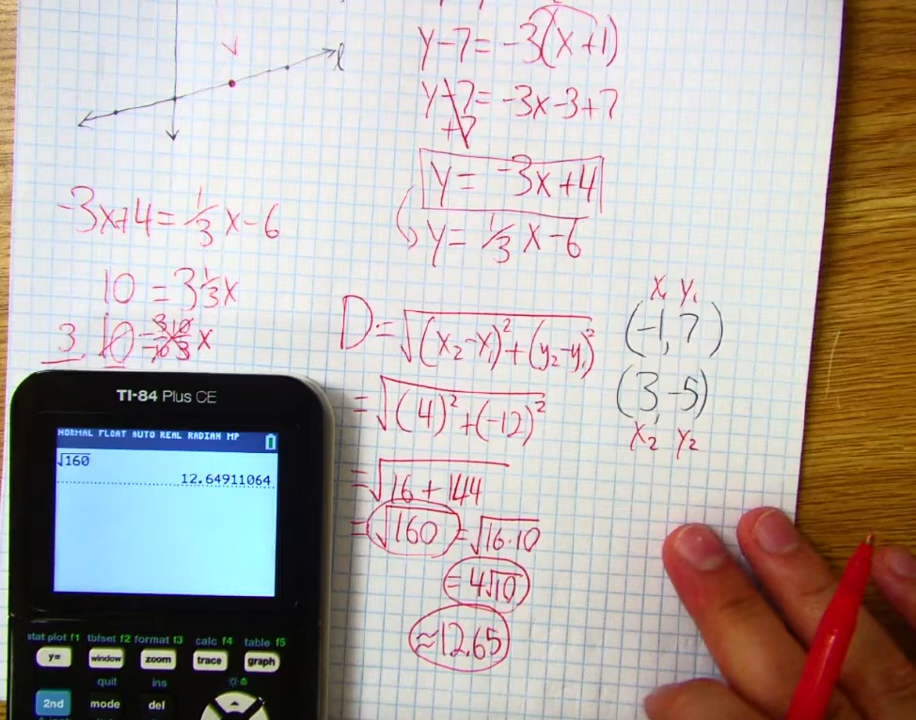 y-7 = -3(x+1)
y-7 = -3x-3+7
+7
y = -3x+4
y = 1/3 x - 6
l
-3x+4 = 1/3 x - 6
10 = 3 1/3 x
3
10
x
D = √(x₂-x₁)²+(y₂-y₁)²
= √(4)²+(-12)²
= √16+144
= √160 = √16·10
= 4√10
≈12.65
x₁ y₁
(-1, 7)
(3, -5)
x₂ y₂
TI-84 Plus CE
NORMAL FLOAT AUTO REAL RADIAN MP
√160
12.64911064
stat plot f1 tblset f2 format f3 calc f4 table f5
y= window zoom trace graph
quit ins
2nd mode del